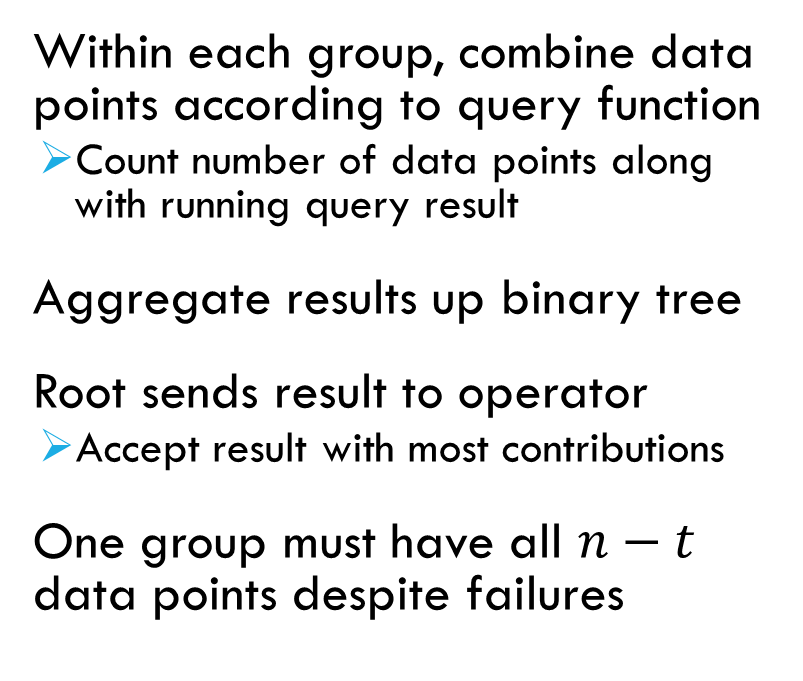 Within each group, combine data
points according to query function
Count number of data points along
with running query result
Aggregate results up binary tree
Root sends result to operator
Accept result with most contributions
One group must have all n − t
data points despite failures